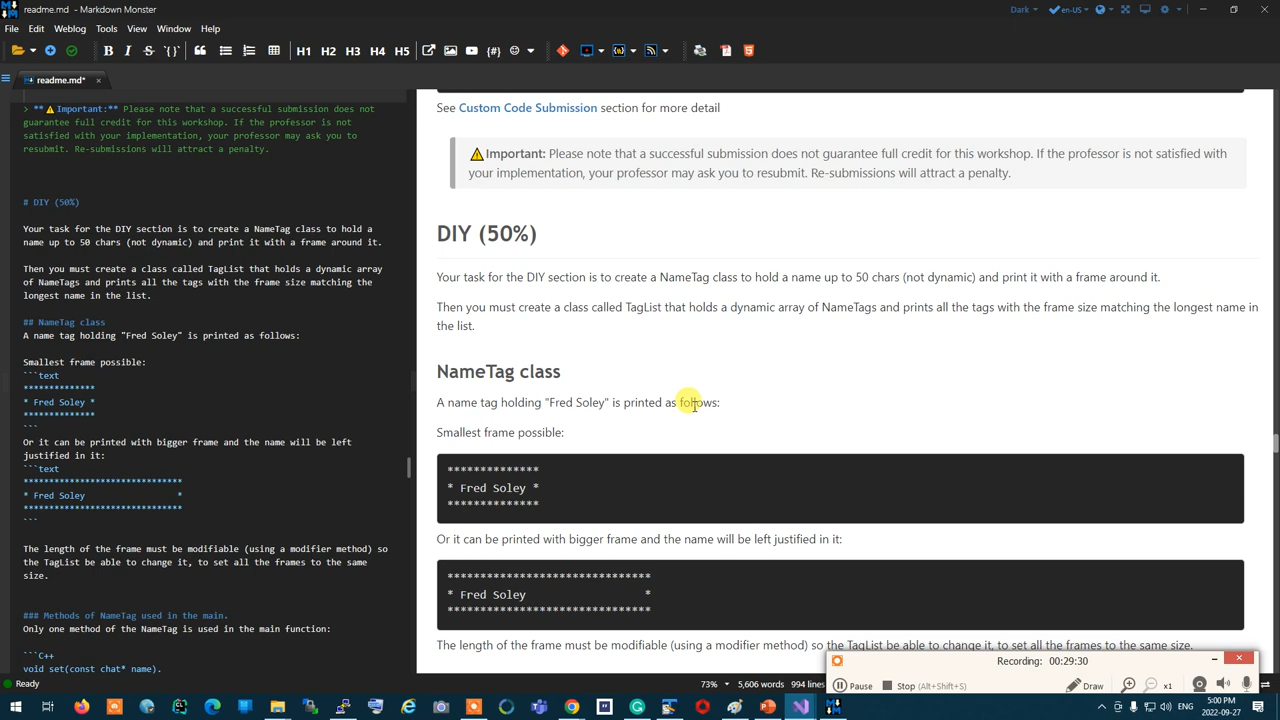 readme.md - Markdown Monster
Dark
en-US
File Edit Weblog Tools View Window Help
B I S H1 H2 H3 H4 H5
readme.md*
> **⚠Important:** Please note that a successful submission does not
guarantee full credit for this workshop. If the professor is not
satisfied with your implementation, your professor may ask you to
resubmit. Re-submissions will attract a penalty.
# DIY (50%)
Your task for the DIY section is to create a NameTag class to hold a
name up to 50 chars (not dynamic) and print it with a frame around it.
Then you must create a class called TagList that holds a dynamic array
of NameTags and prints all the tags with the frame size matching the
longest name in the list.
## NameTag class
A name tag holding "Fred Soley" is printed as follows:
Smallest frame possible:
```text
**************
* Fred Soley *
**************
```
Or it can be printed with bigger frame and the name will be left
justified in it:
```text
*******************************
* Fred Soley                  *
*******************************
```
The length of the frame must be modifiable (using a modifier method) so
the TagList be able to change it, to set all the frames to the same
size.
### Methods of NameTag used in the main.
Only one method of the NameTag is used in the main function:
```C++
void set(const char* name).
See Custom Code Submission section for more detail
⚠Important: Please note that a successful submission does not guarantee full credit for this workshop. If the professor is not satisfied with
your implementation, your professor may ask you to resubmit. Re-submissions will attract a penalty.
DIY (50%)
Your task for the DIY section is to create a NameTag class to hold a name up to 50 chars (not dynamic) and print it with a frame around it.
Then you must create a class called TagList that holds a dynamic array of NameTags and prints all the tags with the frame size matching the longest name in
the list.
NameTag class
A name tag holding "Fred Soley" is printed as follows:
Smallest frame possible:
**************
* Fred Soley *
**************
Or it can be printed with bigger frame and the name will be left justified in it:
*******************************
* Fred Soley                  *
*******************************
The length of the frame must be modifiable (using a modifier method) so the TagList be able to change it, to set all the frames to the same size.
Recording: 00:29:30
Pause Stop (Alt+Shift+S) Draw x1
Ready
73% 5,606 words 994 lines
ENG
5:00 PM
2022-09-27